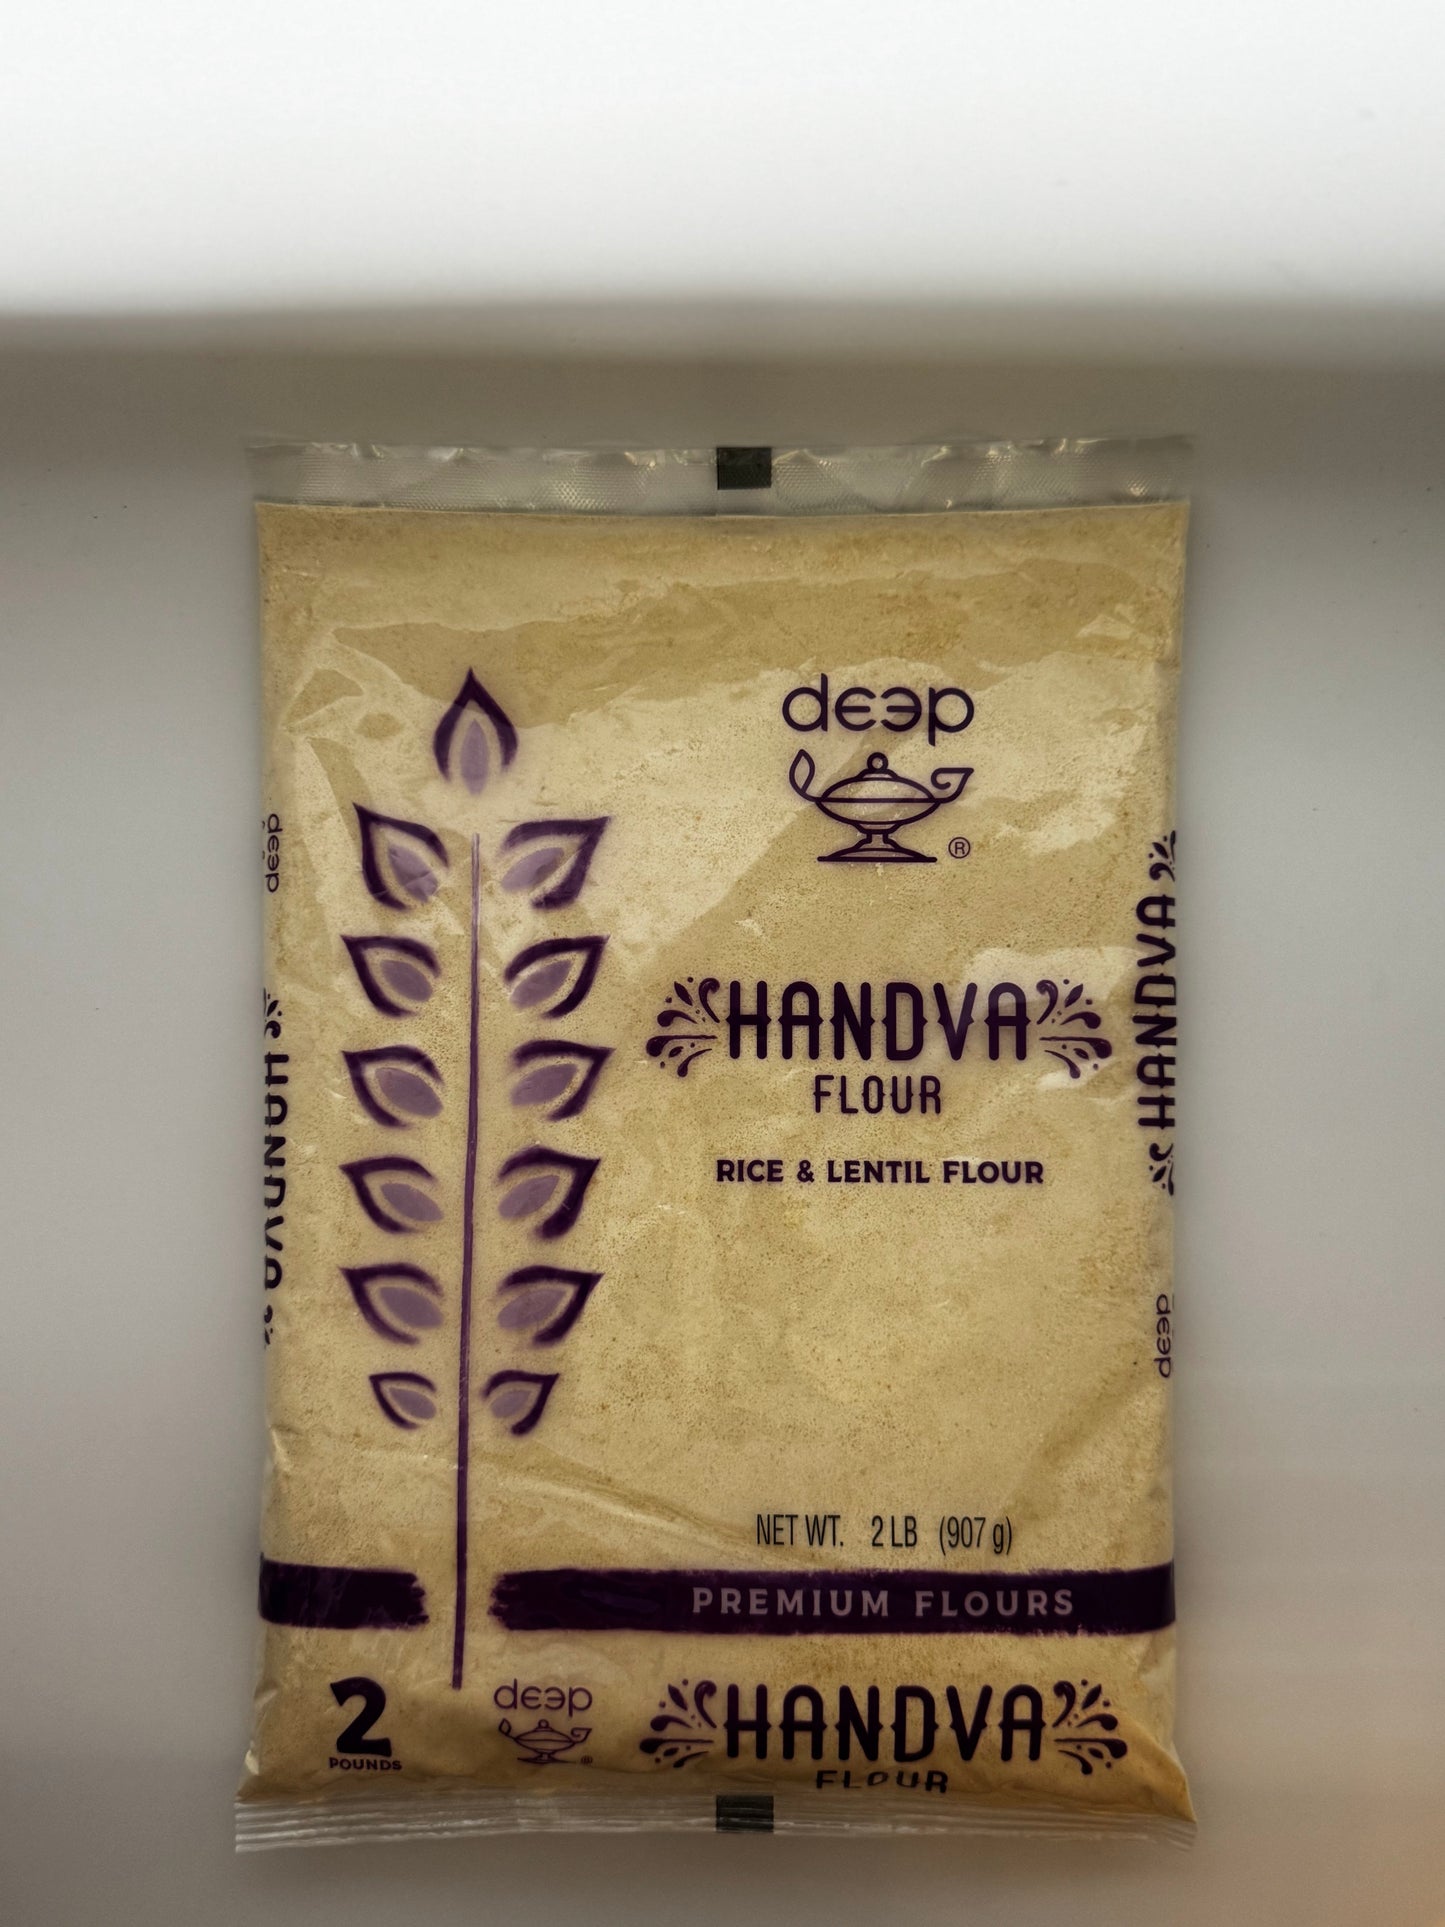 deep
®
HANDVA
FLOUR
RICE & LENTIL FLOUR
NET WT. 2 LB (907 g)
PREMIUM FLOURS
2
POUNDS
deep
®
HANDVA
FLOUR
deep
HANDVA
HANDVA
deep